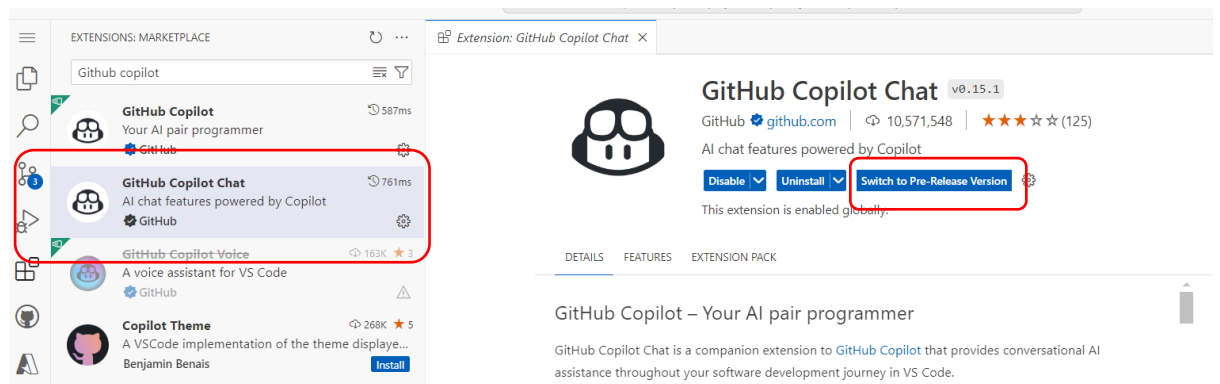 EXTENSIONS: MARKETPLACE
Github copilot
GitHub Copilot
587ms
Your AI pair programmer
GitHub
GitHub Copilot Chat
761ms
AI chat features powered by Copilot
GitHub
GitHub Copilot Voice
163K ★ 3
A voice assistant for VS Code
GitHub
Copilot Theme
268K ★ 5
A VSCode implementation of the theme displaye...
Benjamin Benais
Install
3
Extension: GitHub Copilot Chat
GitHub Copilot Chat v0.15.1
GitHub github.com | 10,571,548 | ★★★☆☆ (125)
AI chat features powered by Copilot
Disable Uninstall Switch to Pre-Release Version
This extension is enabled globally.
DETAILS FEATURES EXTENSION PACK
GitHub Copilot – Your AI pair programmer
GitHub Copilot Chat is a companion extension to GitHub Copilot that provides conversational AI
assistance throughout your software development journey in VS Code.